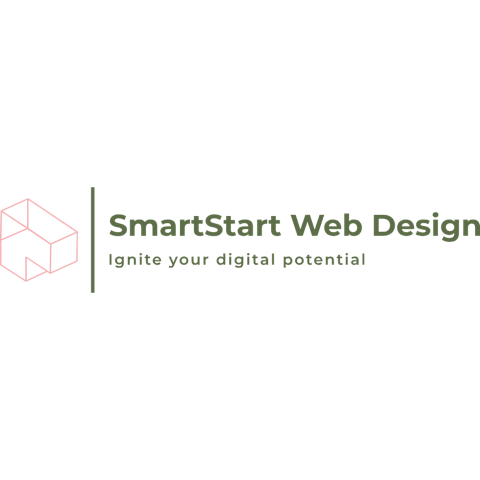 SmartStart Web Design
Ignite your digital potential